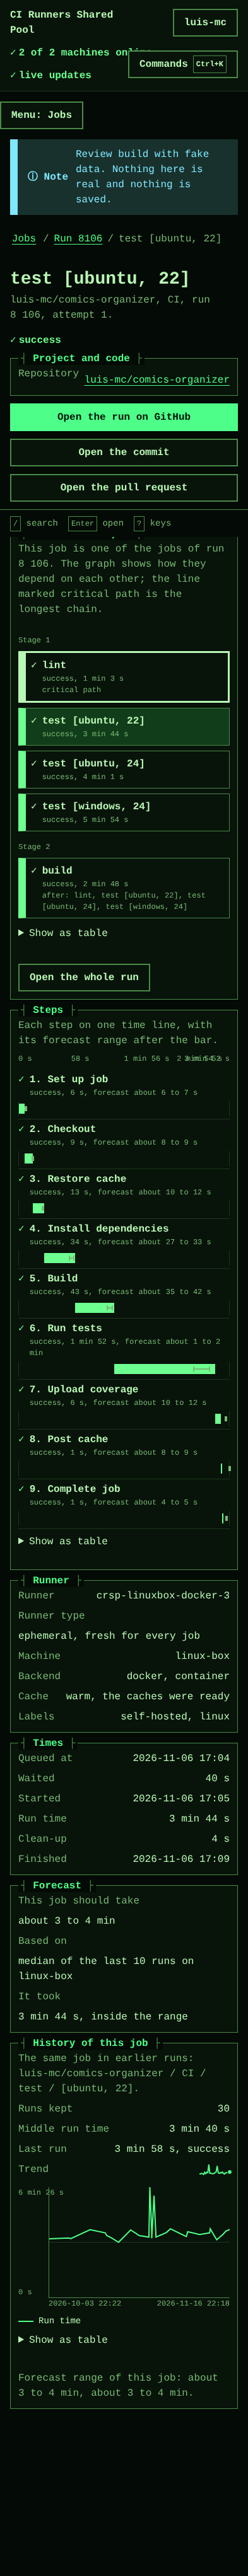 CI Runners Shared
Pool
luis-mc
✓ 2 of 2 machines
✓ live updates
Commands Ctrl+K
Menu: Jobs
ⓘ Note
Review build with fake
data. Nothing here is
real and nothing is
saved.
Jobs / Run 8106 / test [ubuntu, 22]
test [ubuntu, 22]
luis-mc/comics-organizer, CI, run
8 106, attempt 1.
✓ success
Project and code
Repository luis-mc/comics-organizer
Open the run on GitHub
Open the commit
Open the pull request
/ search Enter open ? keys
This job is one of the jobs of run
8 106. The graph shows how they
depend on each other; the line
marked critical path is the
longest chain.
Stage 1
✓ lint
success, 1 min 3 s
critical path
✓ test [ubuntu, 22]
success, 3 min 44 s
✓ test [ubuntu, 24]
success, 4 min 1 s
✓ test [windows, 24]
success, 5 min 54 s
Stage 2
✓ build
success, 2 min 48 s
after: lint, test [ubuntu, 22], test
[ubuntu, 24], test [windows, 24]
▶ Show as table
Open the whole run
Steps
Each step on one time line, with
its forecast range after the bar.
0 s 58 s 1 min 56 s
✓ 1. Set up job
success, 6 s, forecast about 6 to 7 s
✓ 2. Checkout
success, 9 s, forecast about 8 to 9 s
✓ 3. Restore cache
success, 13 s, forecast about 10 to 12 s
✓ 4. Install dependencies
success, 34 s, forecast about 27 to 33 s
✓ 5. Build
success, 43 s, forecast about 35 to 42 s
✓ 6. Run tests
success, 1 min 52 s, forecast about 1 to 2
min
✓ 7. Upload coverage
success, 6 s, forecast about 10 to 12 s
✓ 8. Post cache
success, 1 s, forecast about 8 to 9 s
✓ 9. Complete job
success, 1 s, forecast about 4 to 5 s
▶ Show as table
Runner
Runner crsp-linuxbox-docker-3
Runner type
ephemeral, fresh for every job
Machine linux-box
Backend docker, container
Cache warm, the caches were ready
Labels self-hosted, linux
Times
Queued at 2026-11-06 17:04
Waited 40 s
Started 2026-11-06 17:05
Run time 3 min 44 s
Clean-up 4 s
Finished 2026-11-06 17:09
Forecast
This job should take
about 3 to 4 min
Based on
median of the last 10 runs on
linux-box
It took
3 min 44 s, inside the range
History of this job
The same job in earlier runs:
luis-mc/comics-organizer / CI /
test / [ubuntu, 22].
Runs kept 30
Middle run time 3 min 40 s
Last run 3 min 58 s, success
Trend
6 min 26 s
0 s
2026-10-03 22:22 2026-11-16 22:18
Run time
▶ Show as table
Forecast range of this job: about
3 to 4 min, about 3 to 4 min.